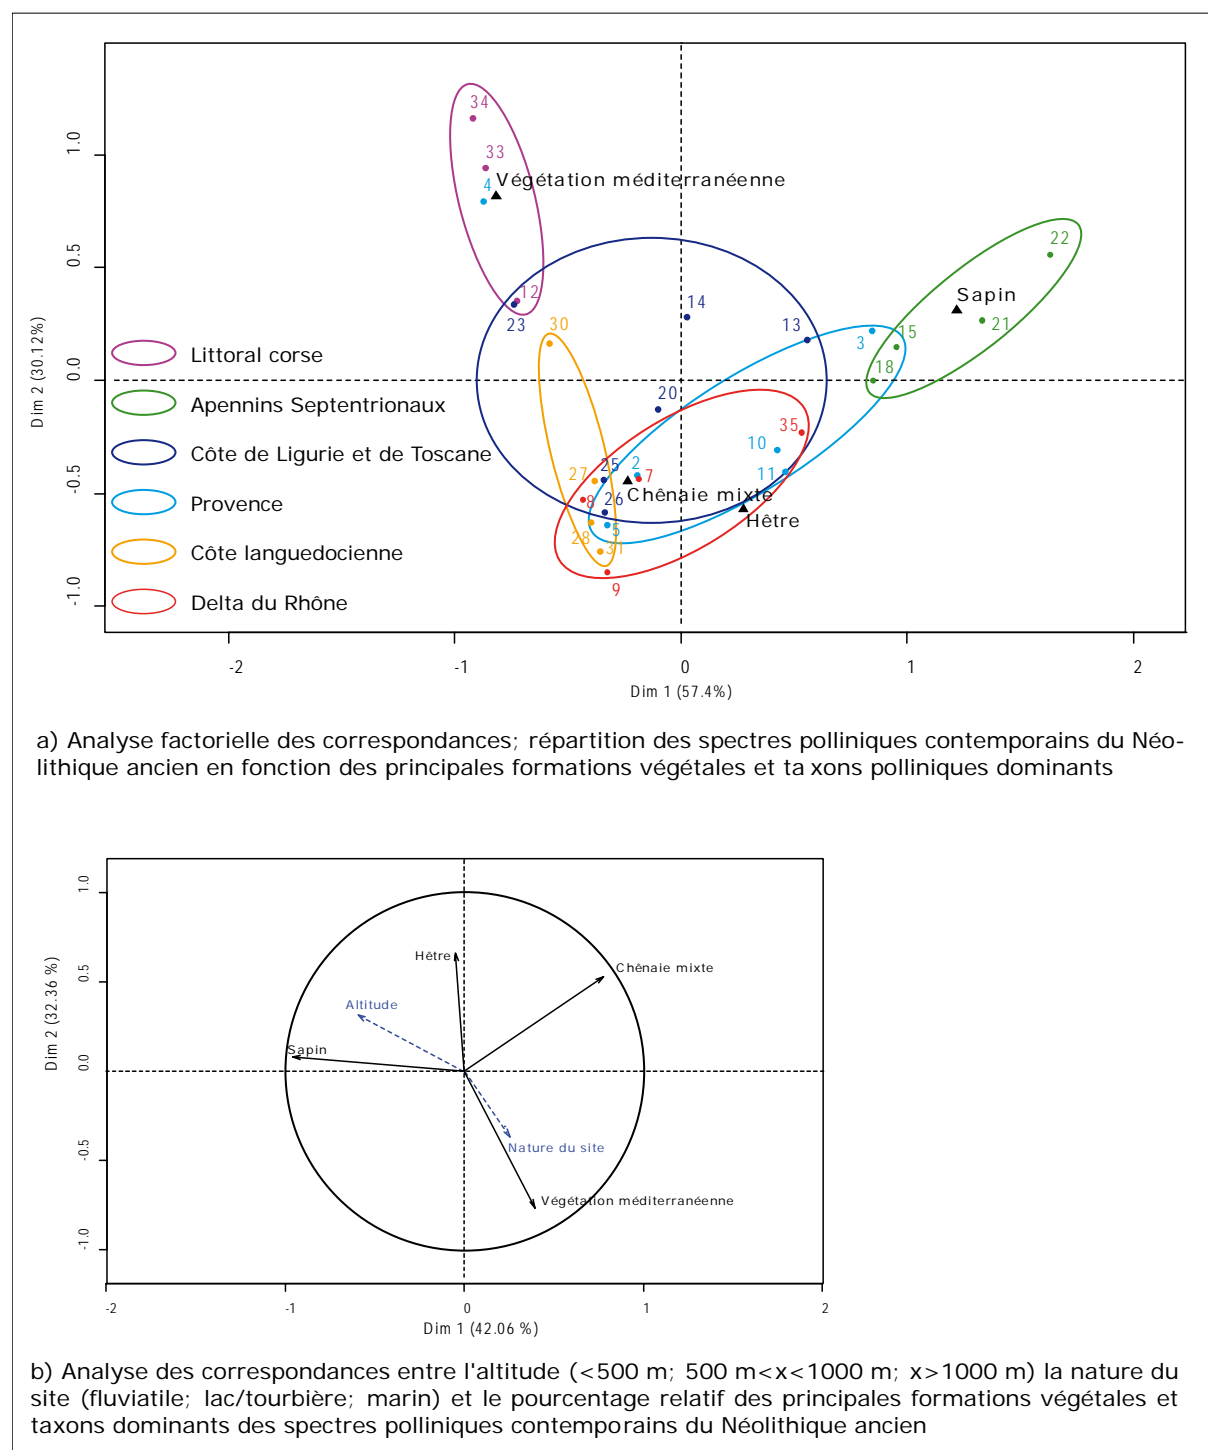 34
33
4
Végétation méditerranéenne
12
23
30
14
13
3
15
18
22
Sapin
21
20
35
10
11
27
25
2
7
8
26
Chênaie mixte
Hêtre
5
28
31
9
Littoral corse
Apennins Septentrionaux
Côte de Ligurie et de Toscane
Provence
Côte languedocienne
Delta du Rhône
1.0
0.5
0.0
-0.5
-1.0
Dim 2 (30.12%)
-2
-1
0
1
2
Dim 1 (57.4%)
a) Analyse factorielle des correspondances; répartition des spectres polliniques contemporains du Néo-
lithique ancien en fonction des principales formations végétales et taxons polliniques dominants
1.0
0.5
0.0
-0.5
-1.0
Dim 2 (32.36 %)
Hêtre
Chênaie mixte
Altitude
Sapin
Nature du site
Végétation méditerranéenne
-2
-1
0
1
2
Dim 1 (42.06 %)
b) Analyse des correspondances entre l'altitude (<500 m; 500 m<x<1000 m; x>1000 m) la nature du
site (fluviatile; lac/tourbière; marin) et le pourcentage relatif des principales formations végétales et
taxons dominants des spectres polliniques contemporains du Néolithique ancien